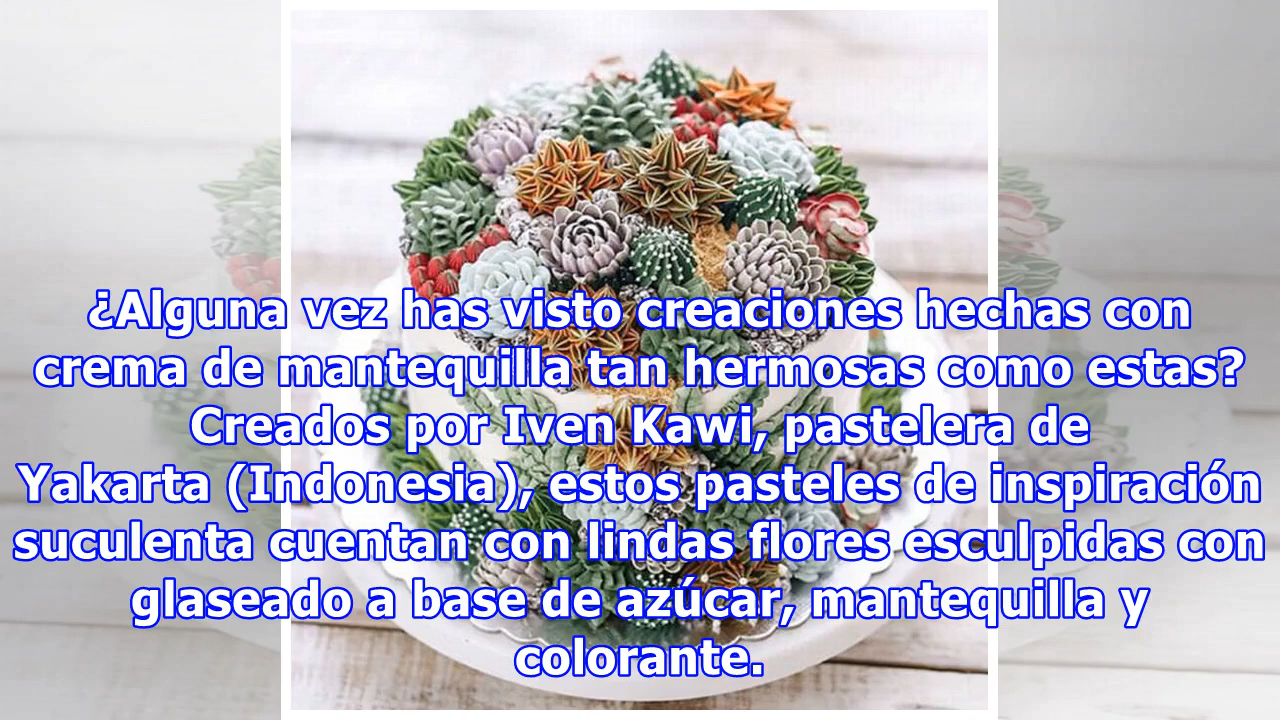 ¿Alguna vez has visto creaciones hechas con
crema de mantequilla tan hermosas como estas?
Creados por Iven Kawi, pastelera de
Yakarta (Indonesia), estos pasteles de inspiración
suculenta cuentan con lindas flores esculpidas con
glaseado a base de azúcar, mantequilla y
colorante.